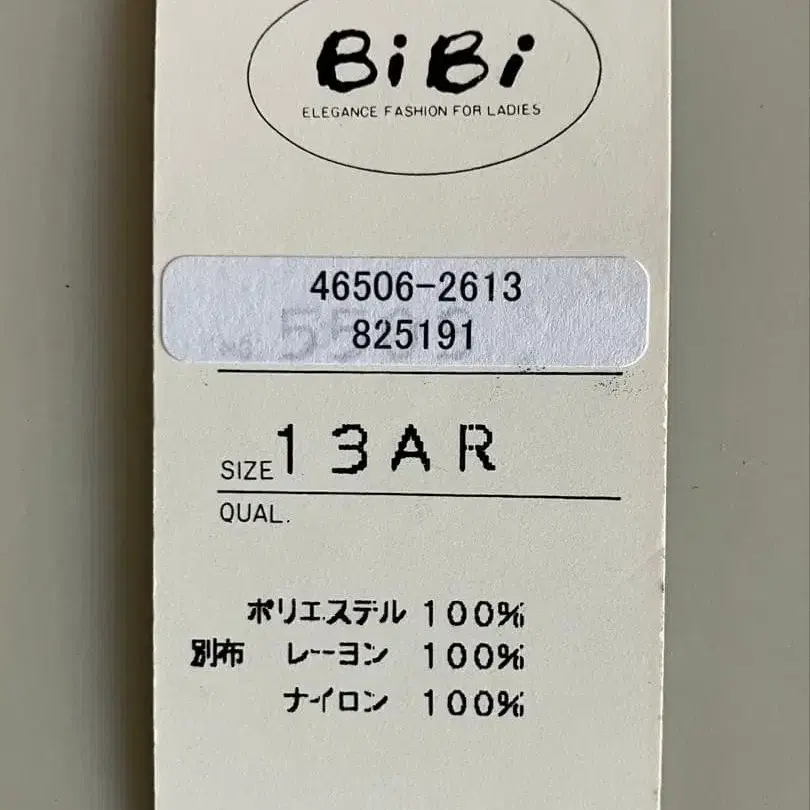 BiBi
ELEGANCE FASHION FOR LADIES
46506-2613
825191
SIZE 13AR
QUAL.
ポリエステル 100%
別布 レーヨン 100%
ナイロン 100%